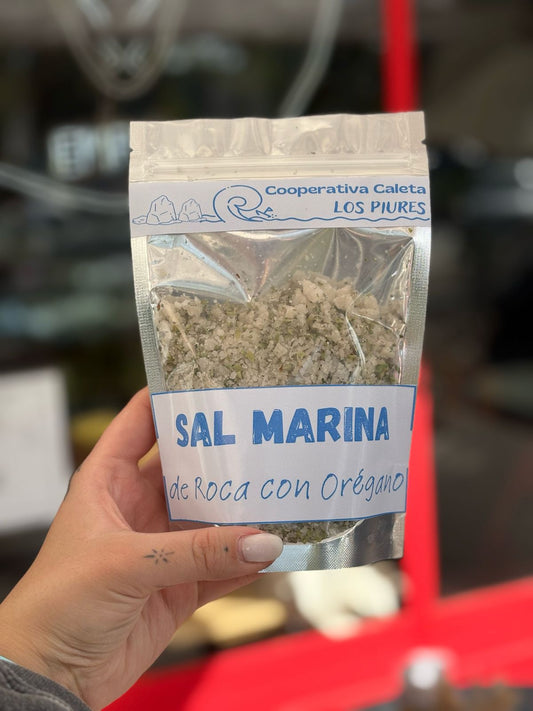 Cooperativa Caleta
LOS PIURES
SAL MARINA
de Roca con Orégano